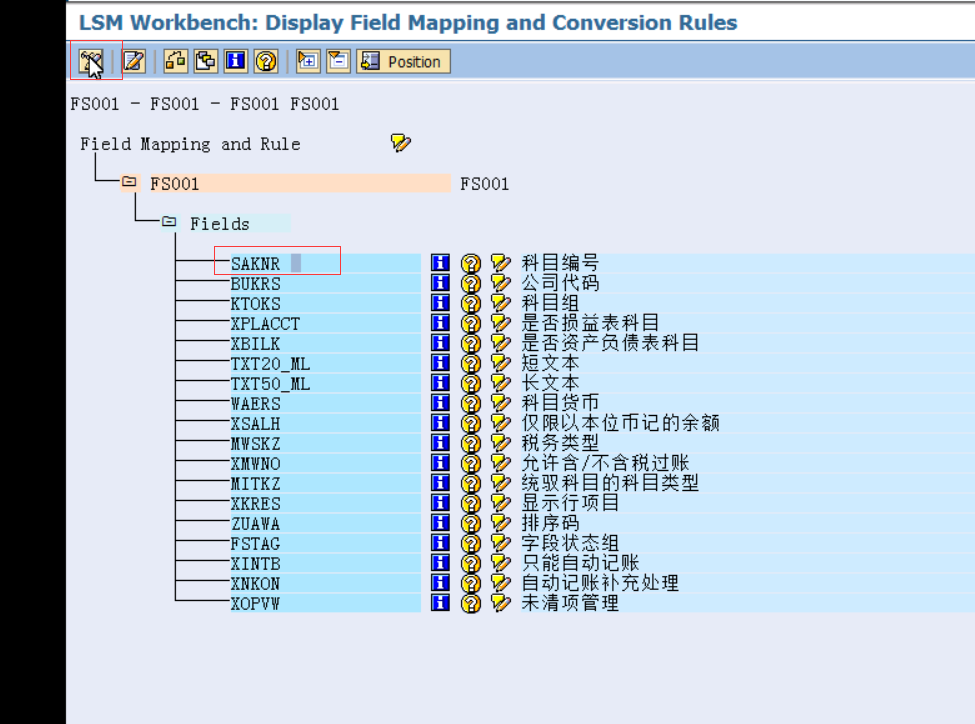 LSM Workbench: Display Field Mapping and Conversion Rules
Position
FS001 - FS001 - FS001 FS001
Field Mapping and Rule
FS001 FS001
Fields
SAKNR 科目编号
BUKRS 公司代码
KTOKS 科目组
XPLACCT 是否损益表科目
XBILK 是否资产负债表科目
TXT20_ML 短文本
TXT50_ML 长文本
WAERS 科目货币
XSALH 仅限以本位币记的余额
MWSKZ 税务类型
XMWNO 允许含/不含税过账
MITKZ 统驭科目的科目类型
XKRES 显示行项目
ZUAWA 排序码
FSTAG 字段状态组
XINTB 只能自动记账
XNKON 自动记账补充处理
XOPVW 未清项管理